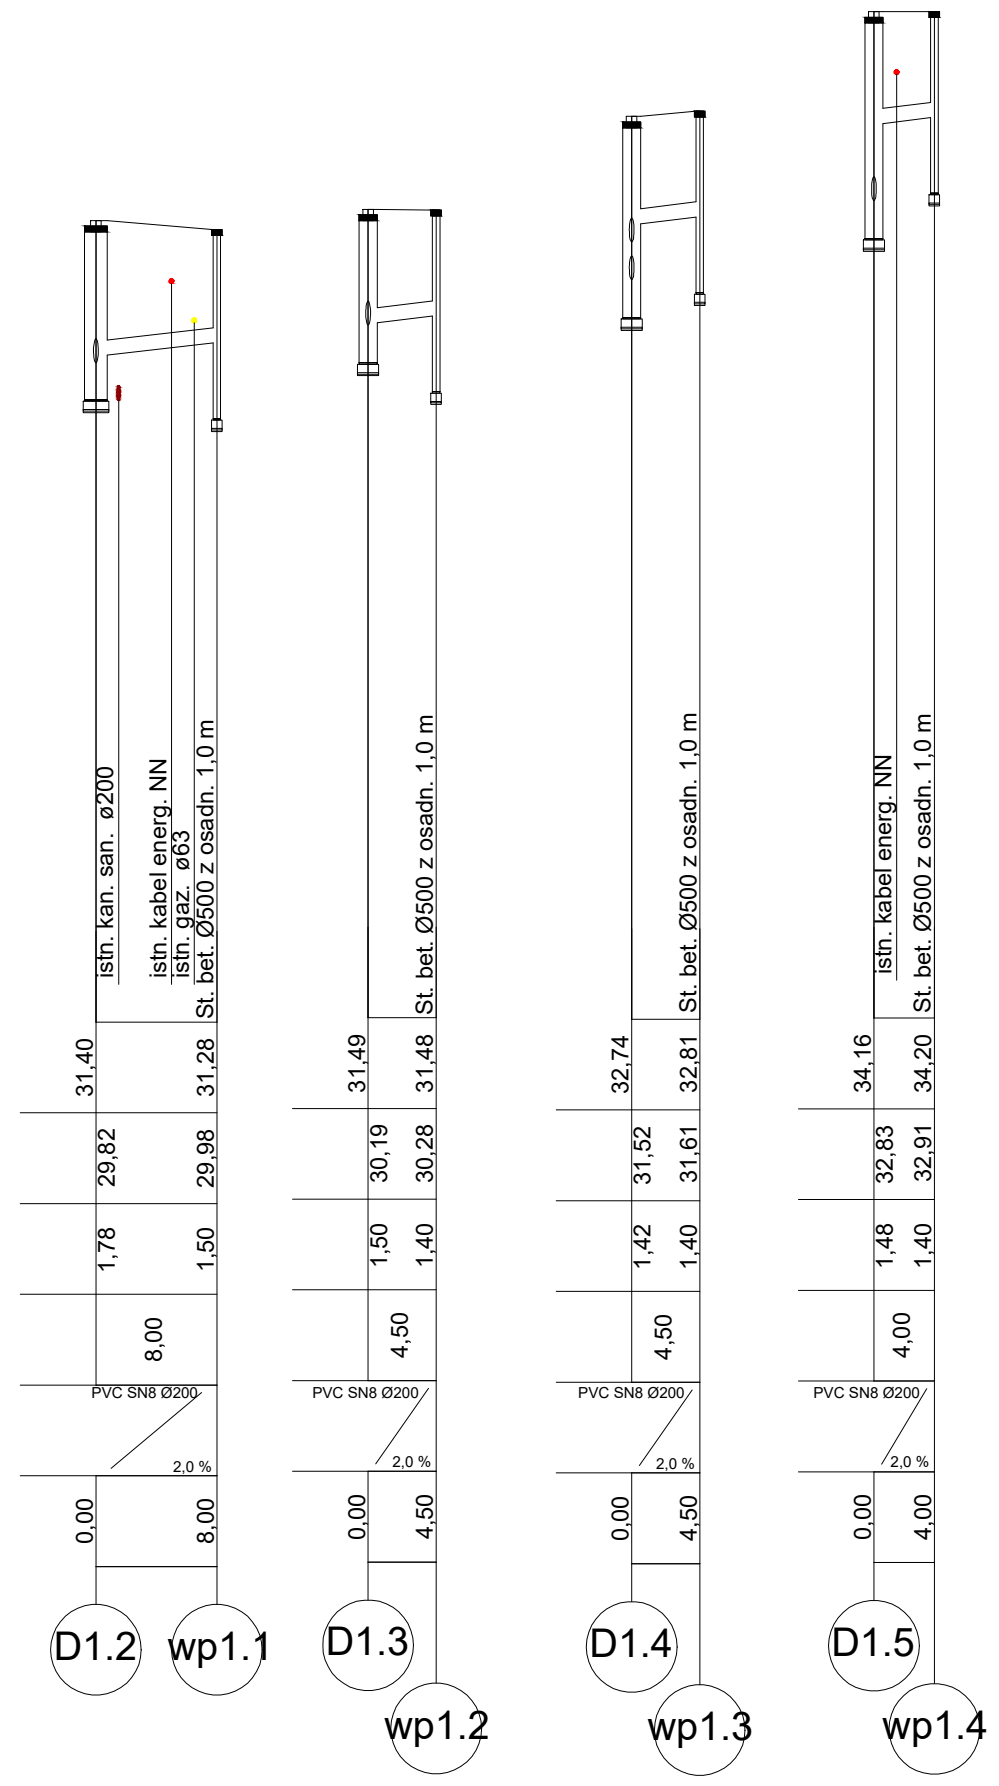 istn. kan. san. ø200
istn. kabel energ. NN
istn. gaz. ø63
St. bet. Ø500 z osadn. 1,0 m
31,40
31,28
29,82
29,98
1,78
1,50
8,00
PVC SN8 Ø200
2,0 %
0,00
8,00
D1.2
wp1.1
St. bet. Ø500 z osadn. 1,0 m
31,49
31,48
30,19
30,28
1,50
1,40
4,50
PVC SN8 Ø200
2,0 %
0,00
4,50
D1.3
wp1.2
St. bet. Ø500 z osadn. 1,0 m
32,74
32,81
31,52
31,61
1,42
1,40
4,50
PVC SN8 Ø200
2,0 %
0,00
4,50
D1.4
wp1.3
istn. kabel energ. NN
St. bet. Ø500 z osadn. 1,0 m
34,16
34,20
32,83
32,91
1,48
1,40
4,00
PVC SN8 Ø200
2,0 %
0,00
4,00
D1.5
wp1.4